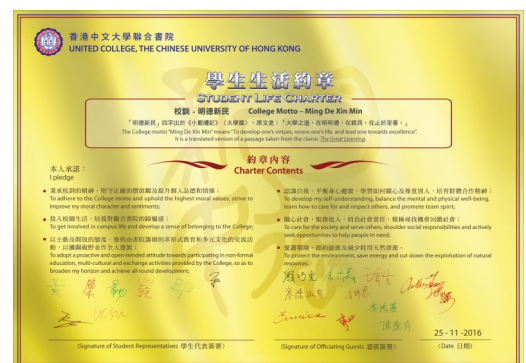 香港中文大學聯合書院
UNITED COLLEGE, THE CHINESE UNIVERSITY OF HONG KONG
學生生活約章
STUDENT LIFE CHARTER
校訓 - 明德新民 College Motto – Ming De Xin Min
「明德新民」四字出於《小戴禮記》（大學篇），原文是：「大學之道，在明明德，在親民，在止於至善。」
The College motto "Ming De Xin Min" means "To develop one's virtues, renew one's life, and lead one towards excellence".
It is a translated version of a passage taken from the classic The Great Learning.
約章內容
Charter Contents
本人承諾：
I pledge
秉承校訓的精神，堅守正確的價值觀及提升個人品德和情操；
To adhere to the College motto and uphold the highest moral values, strive to
improve my moral character and sentiments;
投入校園生活，培養對聯合書院的歸屬感；
To get involved in campus life and develop a sense of belonging to the College;
以主動及開放的態度，參與由書院籌辦的非形式教育和多元文化的交流活
動，以擴闊視野並作全人發展；
To adopt a proactive and open-minded attitude towards participating in non-formal
education, multi-cultural and exchange activities provided by the College, so as to
broaden my horizon and achieve all-round development;
認識自我，平衡身心健康，學習如何關心及尊重別人，培育群體合作精神；
To develop my self-understanding, balance the mental and physical well-being,
learn how to care for and respect others, and promote team spirit;
關心社會，服務他人，肩負社會責任，積極尋找機會回饋社會；
To care for the society and serve others, shoulder social responsibilities and actively
seek opportunities to help people in need;
愛護環境，節約能源及減少耗用天然資源。
To protect the environment, save energy and cut down the exploitation of natural
resources.
UCSU
Eunice
25 - 11 -2016
(Signature of Student Representatives 學生代表簽署)
(Signature of Officiating Guests 嘉賓簽署)
(Date 日期)